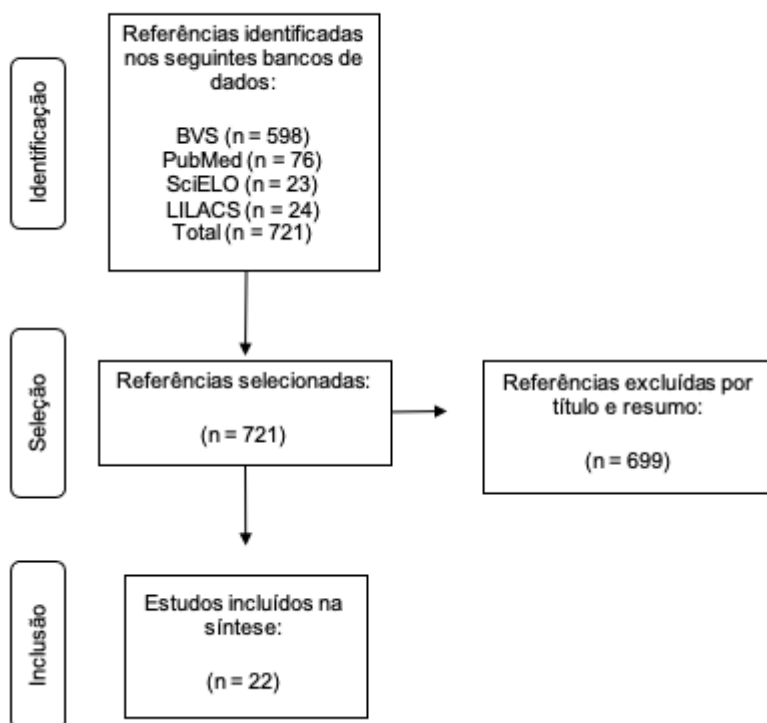 Identificação
Referências identificadas
nos seguintes bancos de
dados:
BVS (n = 598)
PubMed (n = 76)
SciELO (n = 23)
LILACS (n = 24)
Total (n = 721)
Seleção
Referências selecionadas:
(n = 721)
Referências excluídas por
título e resumo:
(n = 699)
Inclusão
Estudos incluídos na
síntese:
(n = 22)